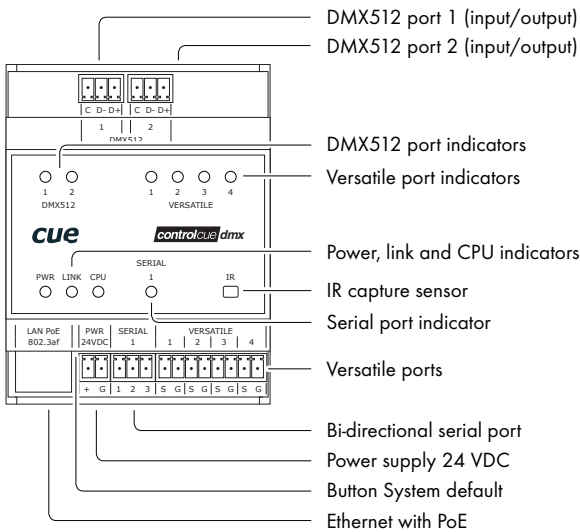 DMX512 port 1 (input/output)
DMX512 port 2 (input/output)
C D- D+ C D- D+
1 2
DMX512
DMX512 port indicators
Versatile port indicators
1 2 1 2 3 4
DMX512 VERSATILE
cue controlcue dmx
Power, link and CPU indicators
SERIAL
PWR LINK CPU 1 IR
IR capture sensor
Serial port indicator
LAN PoE PWR SERIAL VERSATILE
802.3af 24VDC 1 1 2 3 4
Versatile ports
+ G 1 2 3 S G S G S G S G
Bi-directional serial port
Power supply 24 VDC
Button System default
Ethernet with PoE